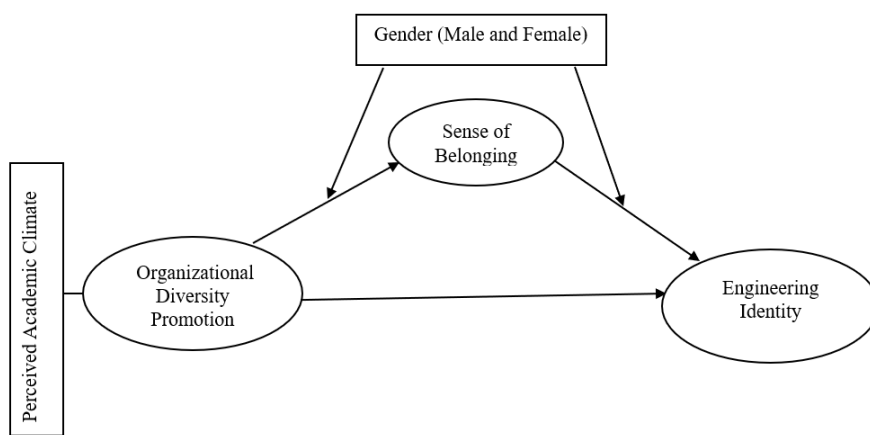 Gender (Male and Female)
Sense of
Belonging
Perceived Academic Climate
Organizational
Diversity
Promotion
Engineering
Identity